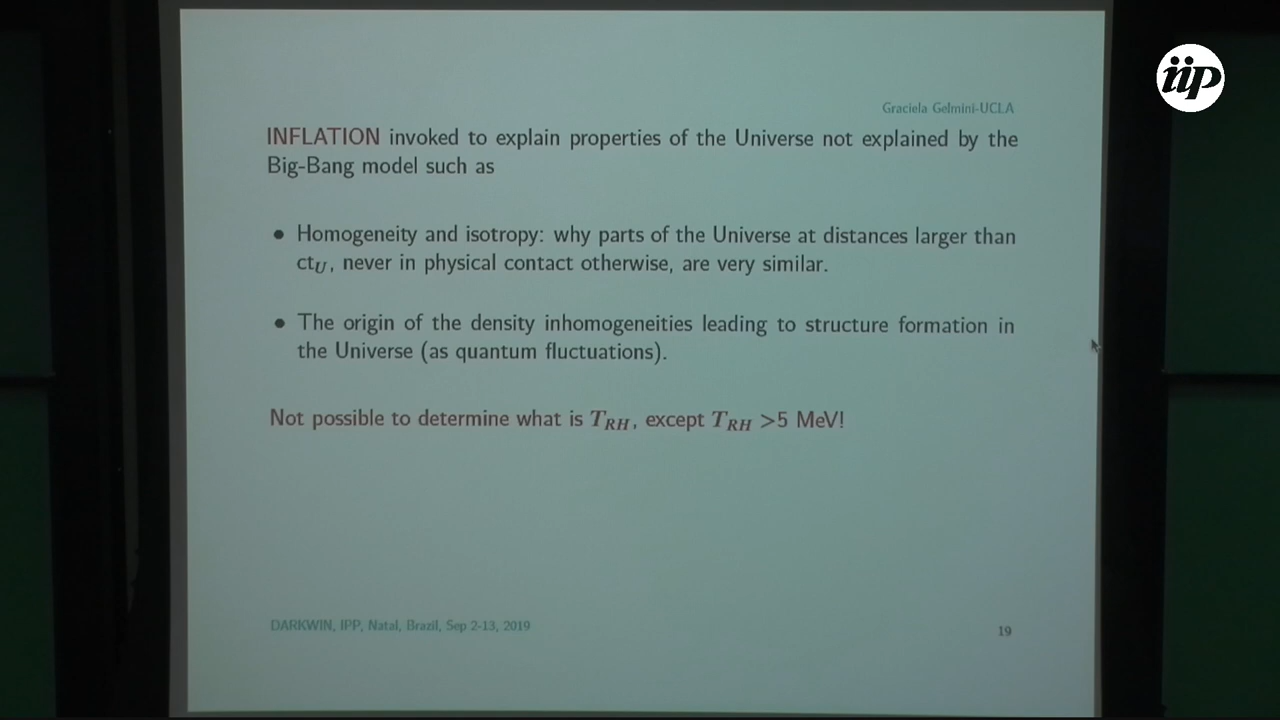 iip
Graciela Gelmini-UCLA
INFLATION invoked to explain properties of the Universe not explained by the
Big-Bang model such as
● Homogeneity and isotropy: why parts of the Universe at distances larger than
ct_U, never in physical contact otherwise, are very similar.
● The origin of the density inhomogeneities leading to structure formation in
the Universe (as quantum fluctuations).
Not possible to determine what is T_RH, except T_RH >5 MeV!
DARKWIN, IPP, Natal, Brazil, Sep 2-13, 2019
19